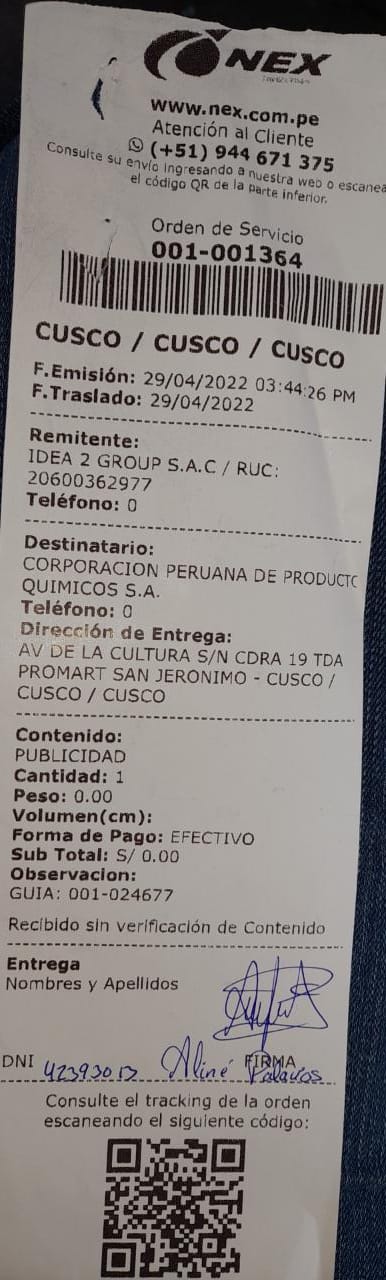 NEX
www.nex.com.pe
Atención al Cliente
(+51) 944 671 375
Consulte su envío ingresando a nuestra web o escanea
el código QR de la parte inferior.
Orden de Servicio
001-001364
CUSCO / CUSCO / CUSCO
F.Emisión: 29/04/2022 03:44:26 PM
F.Traslado: 29/04/2022
Remitente:
IDEA 2 GROUP S.A.C / RUC:
20600362977
Teléfono: 0
Destinatario:
CORPORACION PERUANA DE PRODUCTO
QUIMICOS S.A.
Teléfono: 0
Dirección de Entrega:
AV DE LA CULTURA S/N CDRA 19 TDA
PROMART SAN JERONIMO - CUSCO /
CUSCO / CUSCO
Contenido:
PUBLICIDAD
Cantidad: 1
Peso: 0.00
Volumen(cm):
Forma de Pago: EFECTIVO
Sub Total: S/ 0.00
Observacion:
GUIA: 001-024677
Recibido sin verificación de Contenido
Entrega
Nombres y Apellidos
DNI 42393013 Aliné FIRMA
Consulte el tracking de la orden
escaneando el siguiente código: